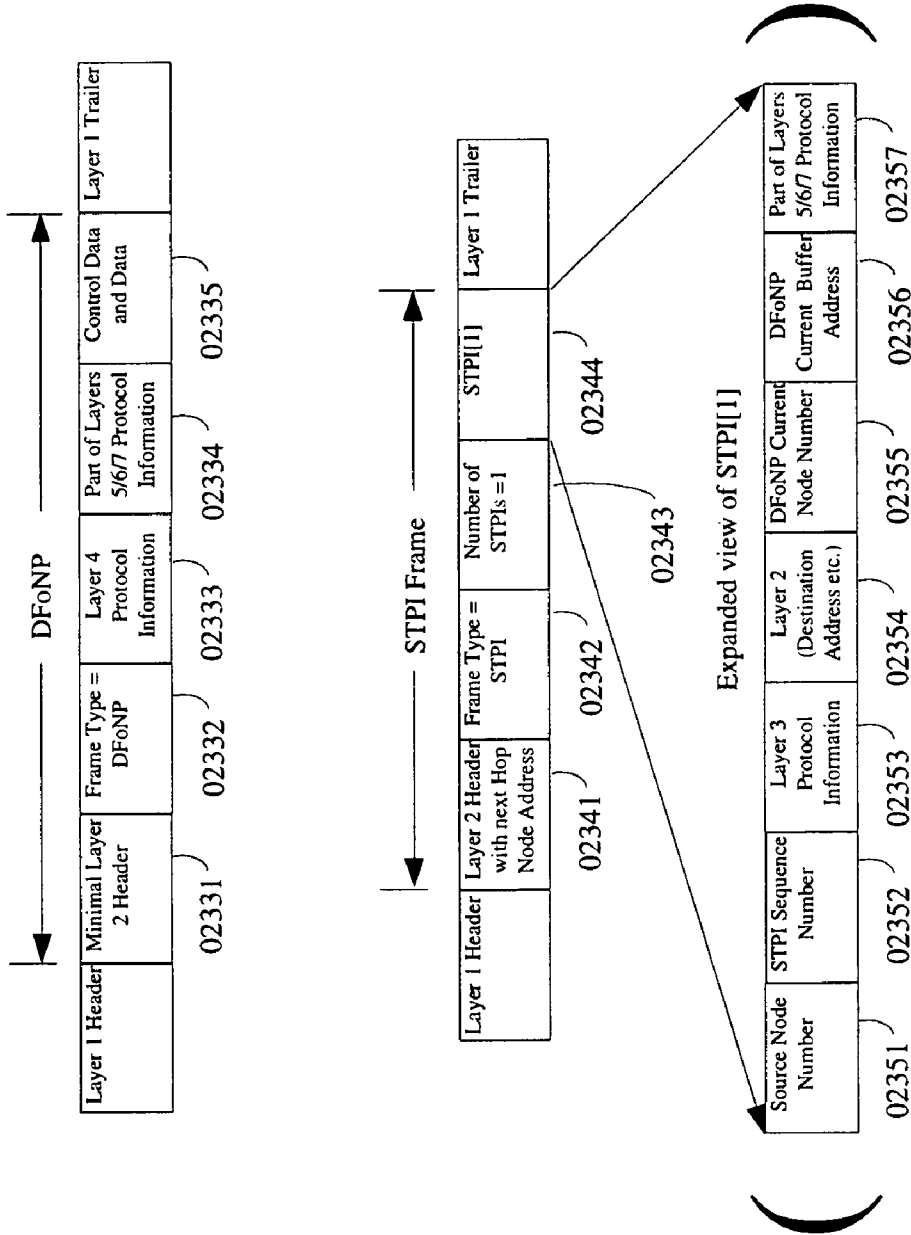 DFoNP
Layer 1 Header
Minimal Layer
2 Header
Frame Type =
DFoNP
Layer 4
Protocol
Information
Part of Layers
5/6/7 Protocol
Information
Control Data
and Data
Layer 1 Trailer
02331
02332
02333
02334
02335
STPI Frame
Layer 1 Header
Layer 2 Header
with next Hop
Node Address
Frame Type =
STPI
Number of
STPIs =1
STPI[1]
Layer 1 Trailer
02341
02342
02343
02344
Expanded view of STPI[1]
Source Node
Number
STPI Sequence
Number
Layer 3
Protocol
Information
Layer 2
(Destination
Address etc.)
DFoNP Current
Node Number
DFoNP
Current Buffer
Address
Part of Layers
5/6/7 Protocol
Information
02351
02352
02353
02354
02355
02356
02357